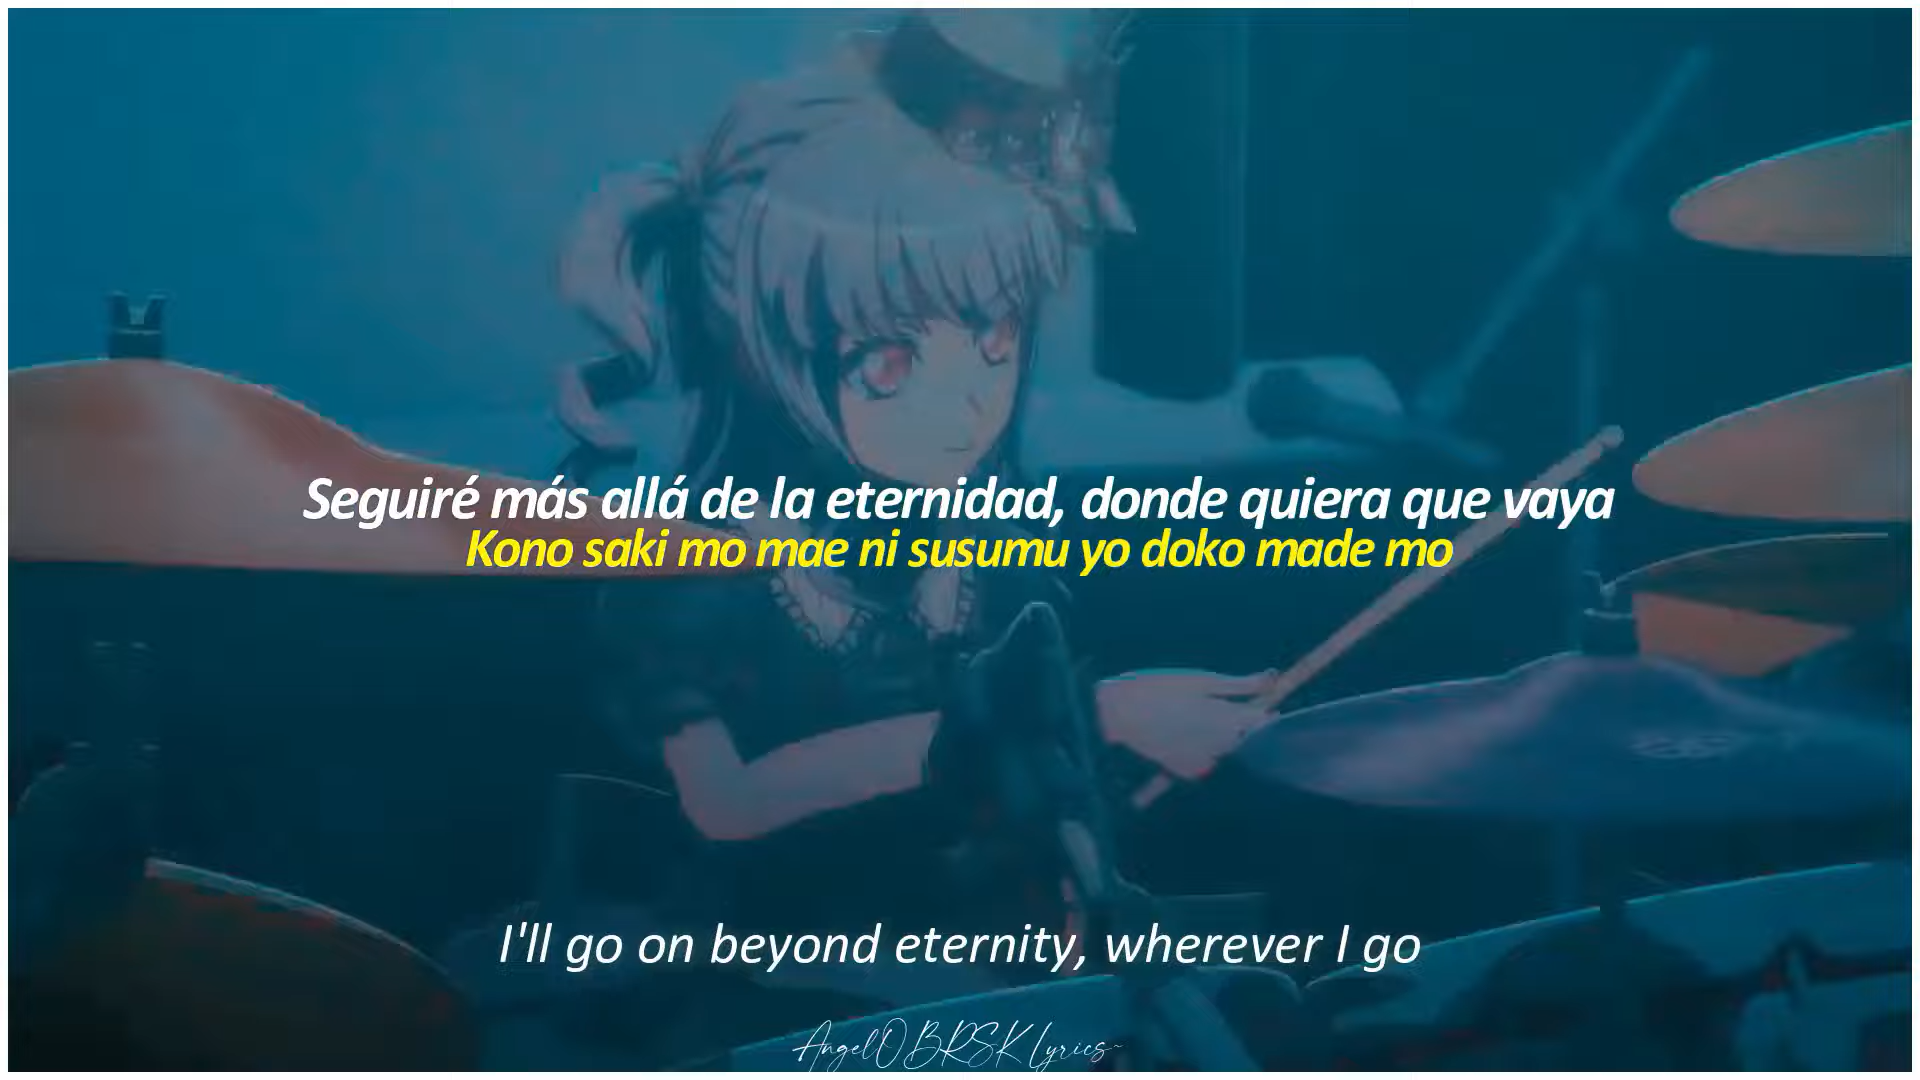 Seguiré más allá de la eternidad, donde quiera que vaya
Kono saki mo mae ni susumu yo doko made mo
I'll go on beyond eternity, wherever I go
AngelOBRSK Lyrics~